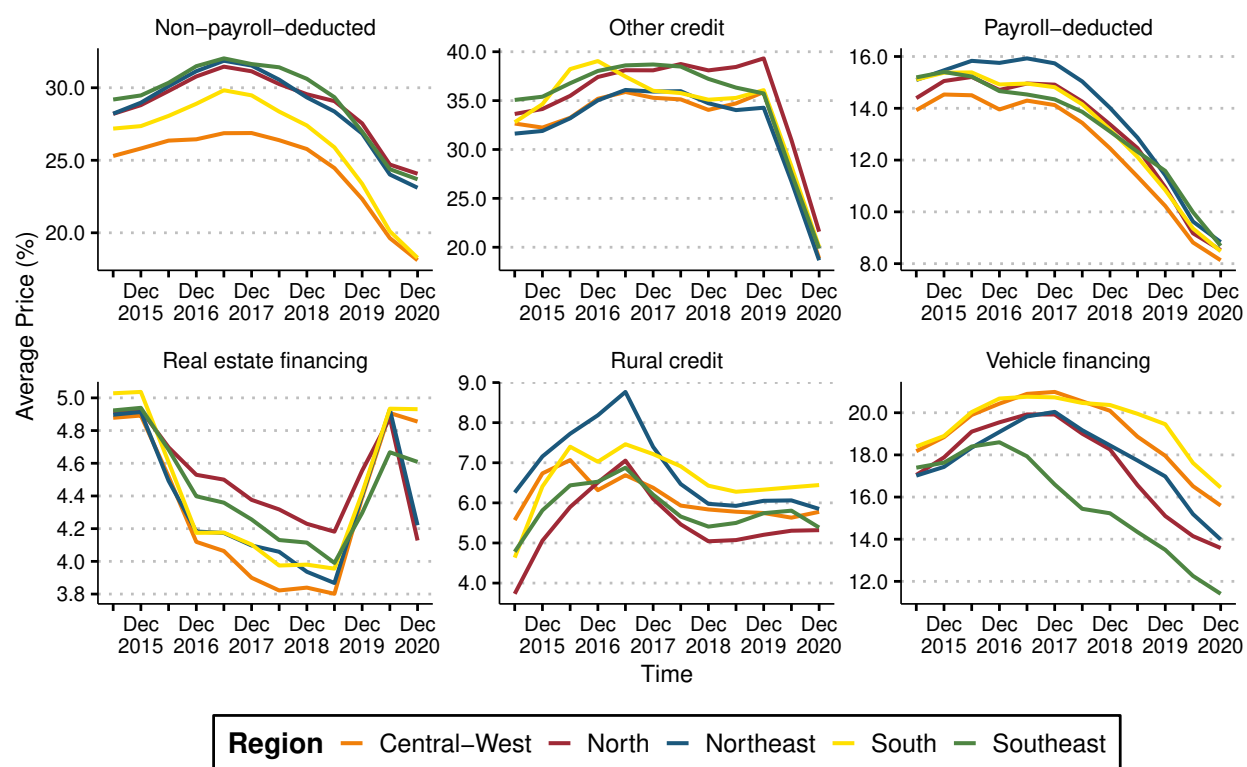 Non−payroll−deducted
Other credit
Payroll−deducted
Average Price (%)
30.0
25.0
20.0
Dec 2015
Dec 2016
Dec 2017
Dec 2018
Dec 2019
Dec 2020
40.0
35.0
30.0
25.0
20.0
Dec 2015
Dec 2016
Dec 2017
Dec 2018
Dec 2019
Dec 2020
16.0
14.0
12.0
10.0
8.0
Dec 2015
Dec 2016
Dec 2017
Dec 2018
Dec 2019
Dec 2020
Real estate financing
Rural credit
Vehicle financing
5.0
4.8
4.6
4.4
4.2
4.0
3.8
Dec 2015
Dec 2016
Dec 2017
Dec 2018
Dec 2019
Dec 2020
9.0
8.0
7.0
6.0
5.0
4.0
Dec 2015
Dec 2016
Dec 2017
Dec 2018
Dec 2019
Dec 2020
20.0
18.0
16.0
14.0
12.0
Dec 2015
Dec 2016
Dec 2017
Dec 2018
Dec 2019
Dec 2020
Time
Region Central−West North Northeast South Southeast